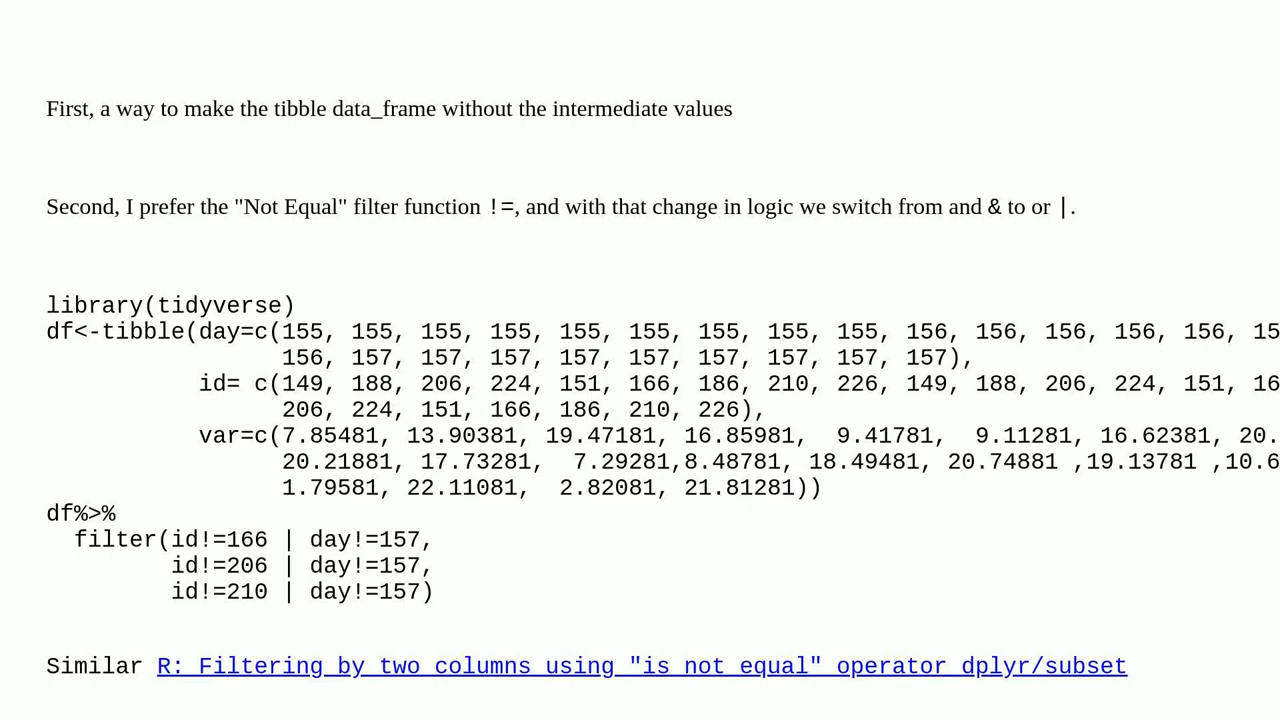 First, a way to make the tibble data_frame without the intermediate values
Second, I prefer the "Not Equal" filter function !=, and with that change in logic we switch from and & to or |.
library(tidyverse)
df<-tibble(day=c(155, 155, 155, 155, 155, 155, 155, 155, 155, 156, 156, 156, 156, 156, 15
156, 157, 157, 157, 157, 157, 157, 157, 157, 157),
id= c(149, 188, 206, 224, 151, 166, 186, 210, 226, 149, 188, 206, 224, 151, 16
206, 224, 151, 166, 186, 210, 226),
var=c(7.85481, 13.90381, 19.47181, 16.85981,  9.41781,  9.11281, 16.62381, 20.
20.21881, 17.73281,  7.29281,8.48781, 18.49481, 20.74881 ,19.13781 ,10.6
1.79581, 22.11081,  2.82081, 21.81281))
df%>%
filter(id!=166 | day!=157,
id!=206 | day!=157,
id!=210 | day!=157)
Similar R: Filtering by two columns using "is not equal" operator dplyr/subset